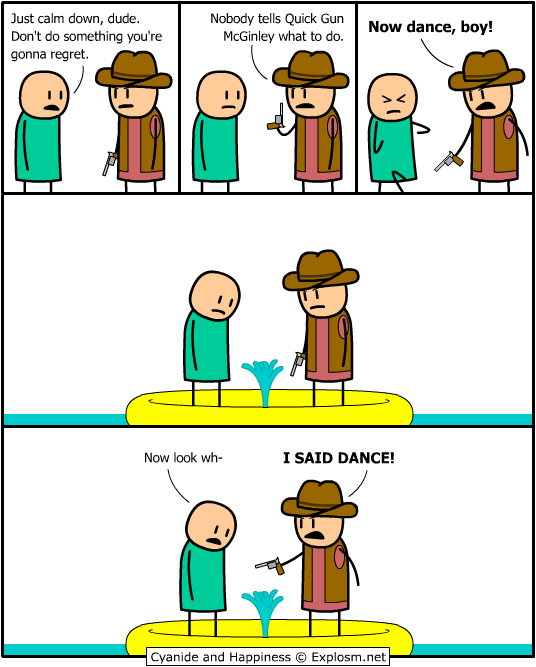 Just calm down, dude.
Don't do something you're
gonna regret.
Nobody tells Quick Gun
McGinley what to do.
Now dance, boy!
Now look wh-
I SAID DANCE!
Cyanide and Happiness © Explosm.net